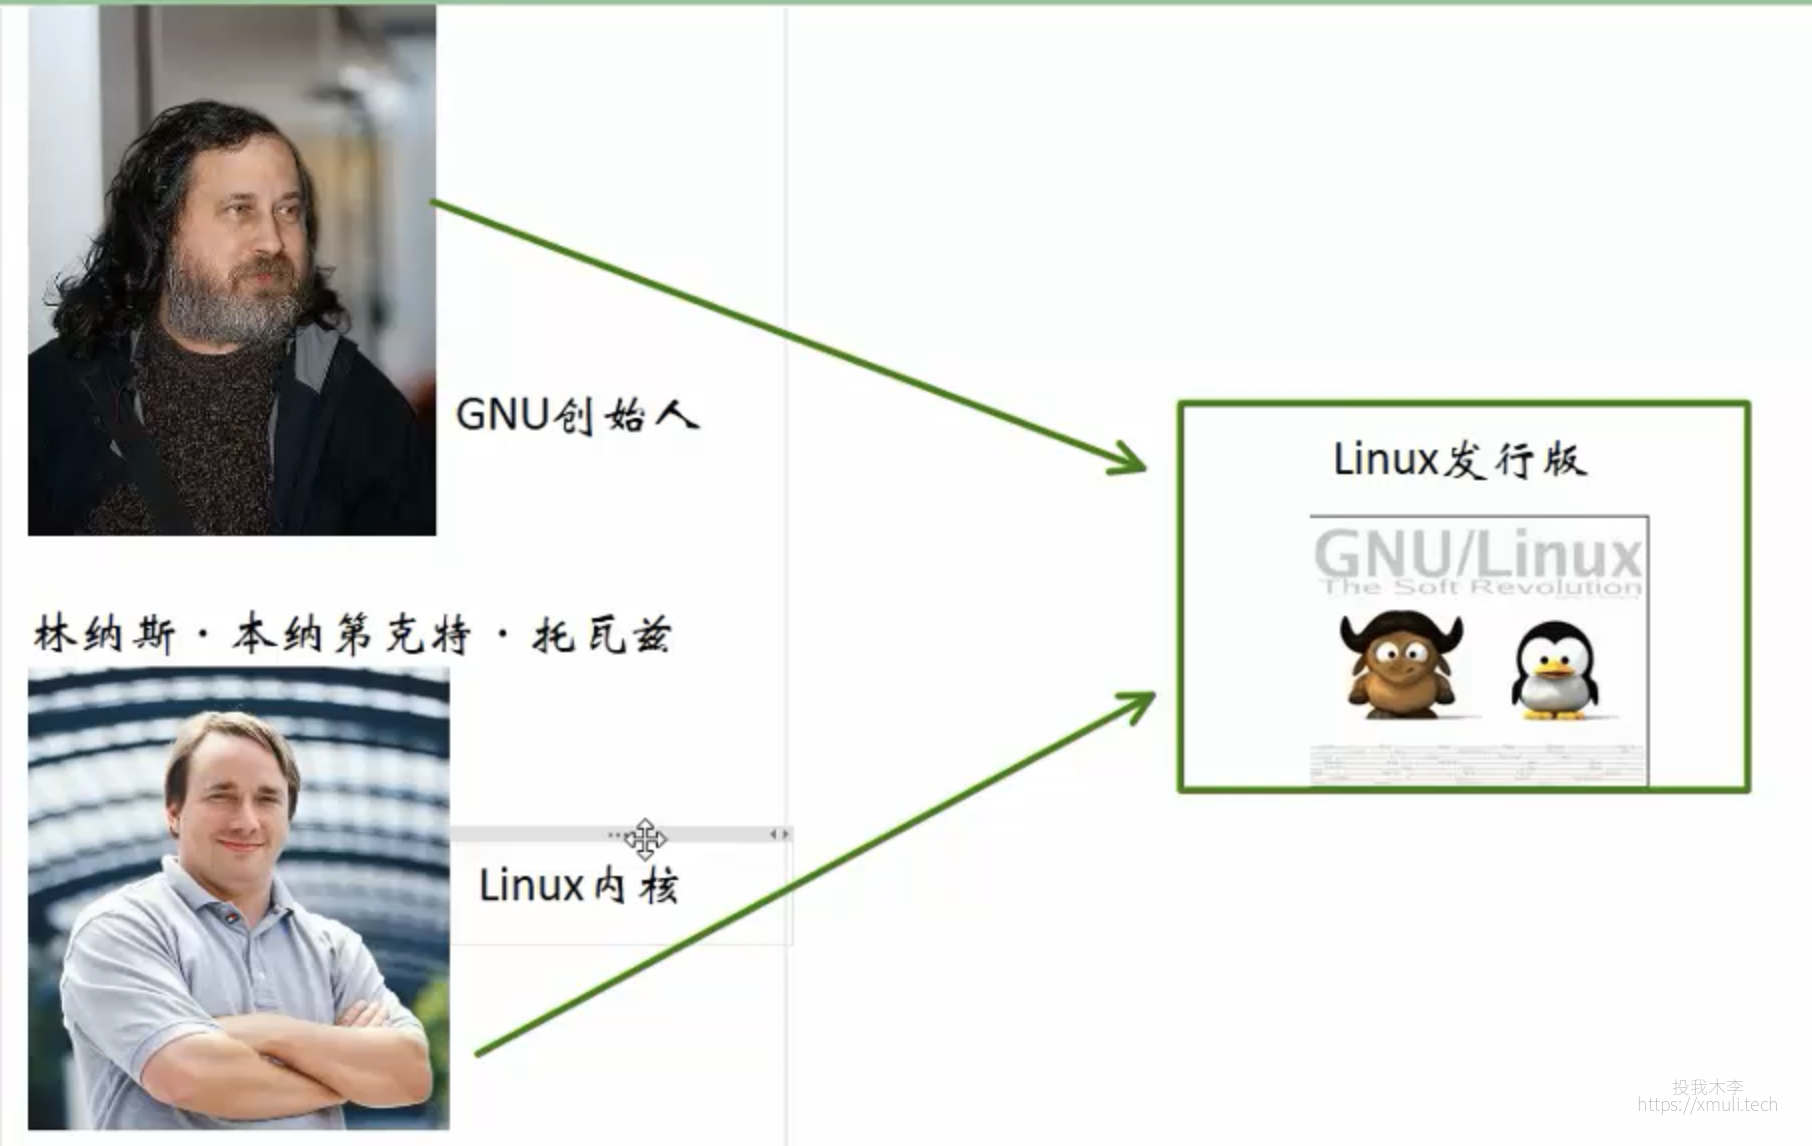 GNU创始人
林纳斯·本纳第克特·托瓦兹
Linux内核
Linux发行版
GNU/Linux
The Soft Revolution
投我木李
https://xmuli.tech